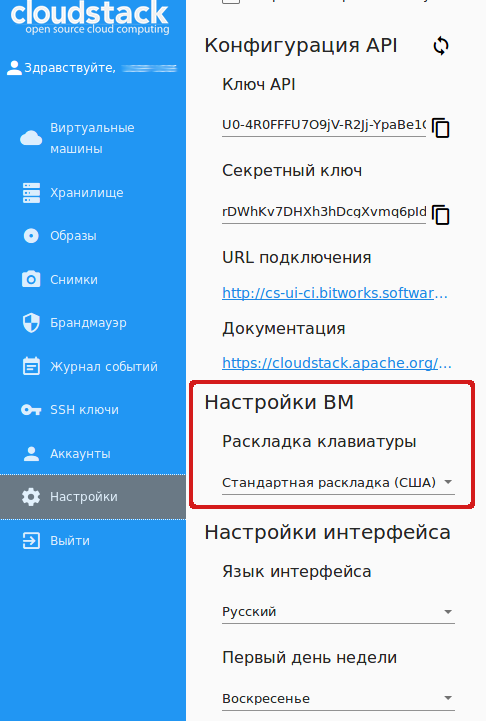 cloudstack
open source cloud computing
Здравствуйте,
Виртуальные
машины
Хранилище
Образы
Снимки
Брандмауэр
Журнал событий
SSH ключи
Аккаунты
Настройки
Выйти
Конфигурация API
Ключ API
U0-4R0FFFU7O9jV-R2Jj-YpaBe1
Секретный ключ
rDWhKv7DHXh3hDcgXvmq6pId
URL подключения
http://cs-ui-ci.bitworks.softwar...
Документация
https://cloudstack.apache.org/...
Настройки ВМ
Раскладка клавиатуры
Стандартная раскладка (США)
Настройки интерфейса
Язык интерфейса
Русский
Первый день недели
Воскресенье